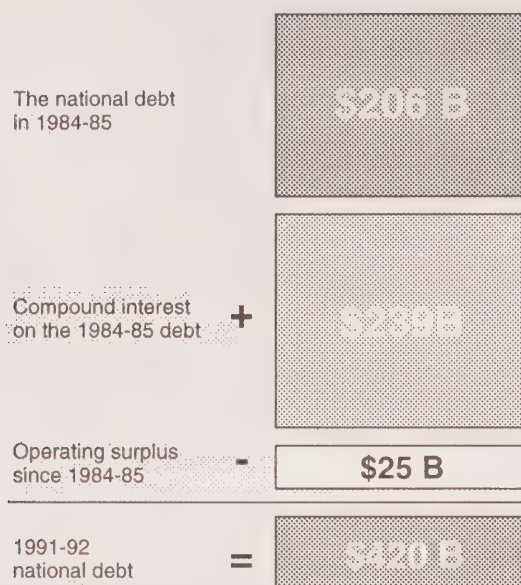 The national debt
in 1984-85
$206 B
Compound interest
on the 1984-85 debt
+
$239B
Operating surplus
since 1984-85
-
$25 B
1991-92
national debt
=
$420 B